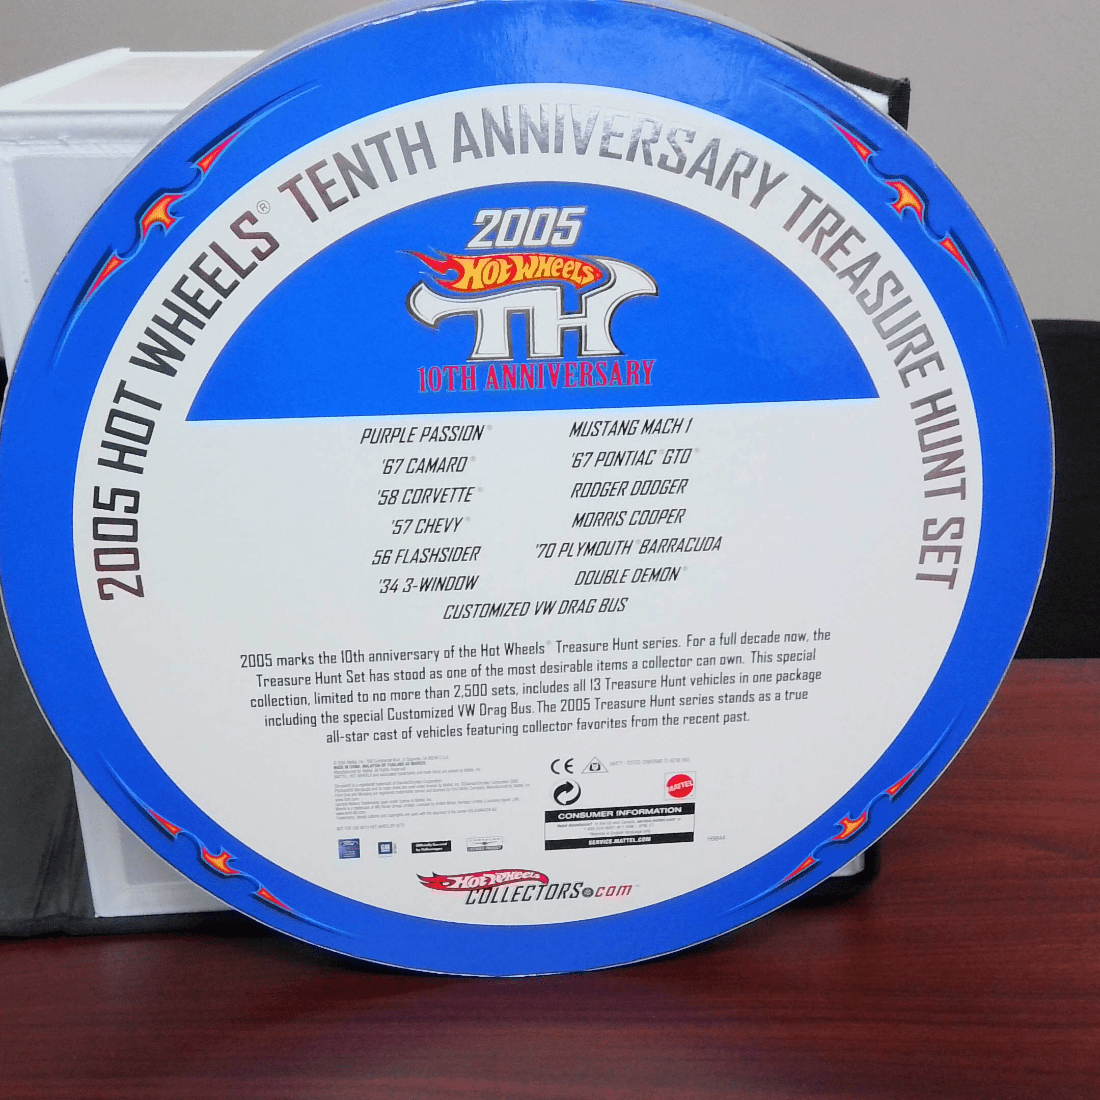 2005 HOT WHEELS® TENTH ANNIVERSARY TREASURE HUNT SET
2005
HOT WHEELS
TH
10TH ANNIVERSARY
PURPLE PASSION® MUSTANG MACH 1
'67 CAMARO® '67 PONTIAC® GTO®
'58 CORVETTE® RODGER DODGER
'57 CHEVY® MORRIS COOPER
56 FLASHSIDER '70 PLYMOUTH® BARRACUDA
'34 3-WINDOW DOUBLE DEMON®
CUSTOMIZED VW DRAG BUS
2005 marks the 10th anniversary of the Hot Wheels® Treasure Hunt series. For a full decade now, the
Treasure Hunt Set has stood as one of the most desirable items a collector can own. This special
collection, limited to no more than 2,500 sets, includes all 13 Treasure Hunt vehicles in one package
including the special Customized VW Drag Bus. The 2005 Treasure Hunt series stands as a true
all-star cast of vehicles featuring collector favorites from the recent past.
CE
MATTEL
CONSUMER INFORMATION
SERVICE.MATTEL.COM
H9844
HOT WHEELS
COLLECTORS.com™